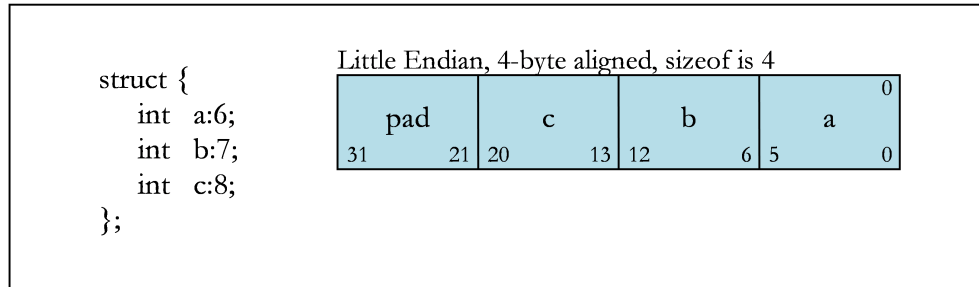 Little Endian, 4-byte aligned, sizeof is 4
struct {
int a:6;
int b:7;
int c:8;
};
0
pad c b a
31 21 20 13 12 6 5 0